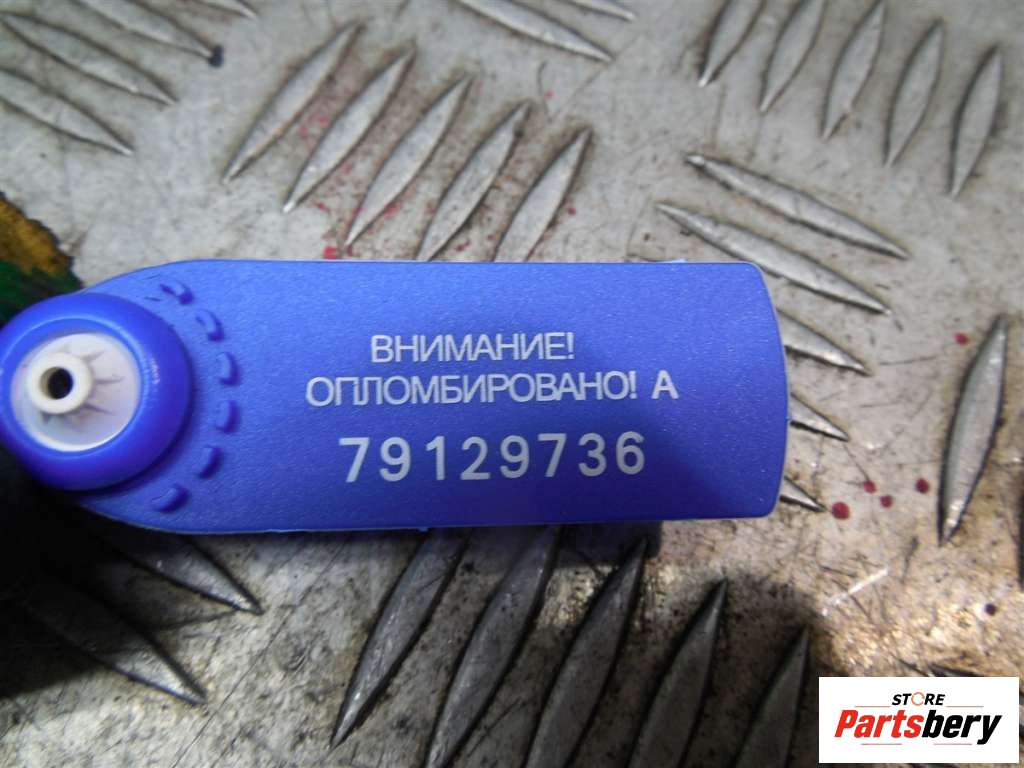 ВНИМАНИЕ!
ОПЛОМБИРОВАНО! А
79129736
STORE
Partsbery